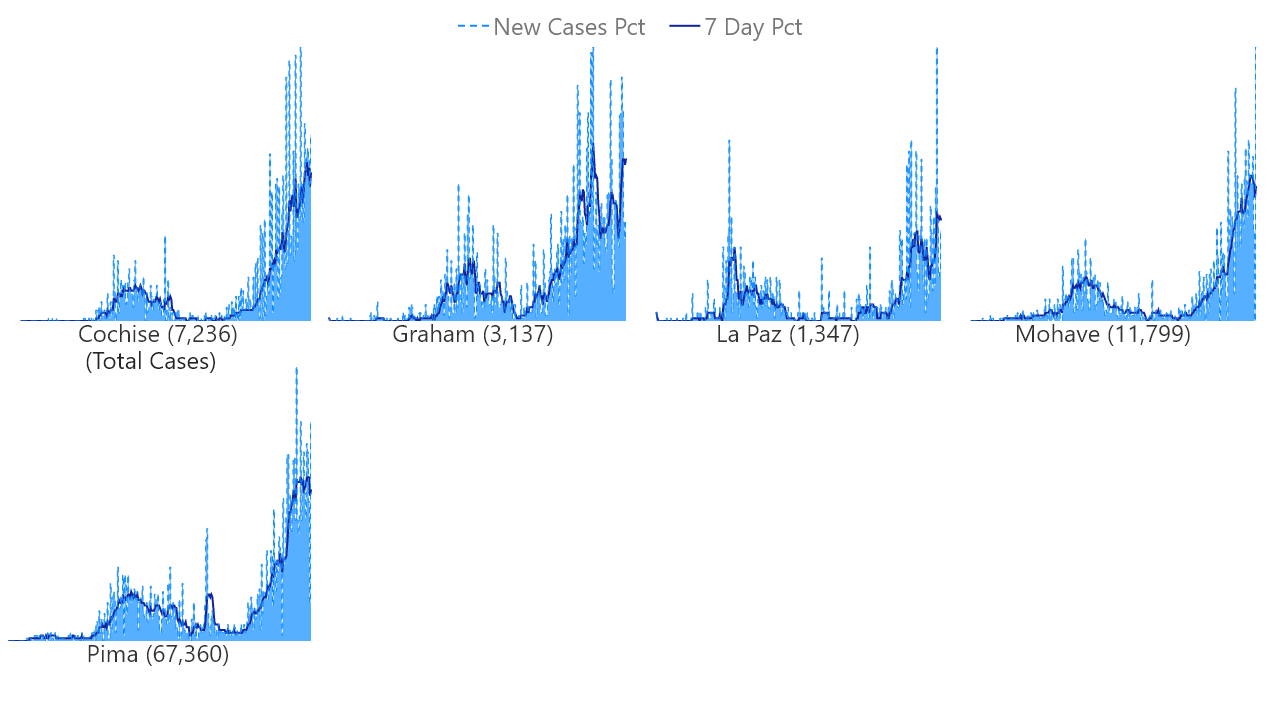 New Cases Pct 7 Day Pct
Cochise (7,236) Graham (3,137) La Paz (1,347) Mohave (11,799)
(Total Cases)
Pima (67,360)